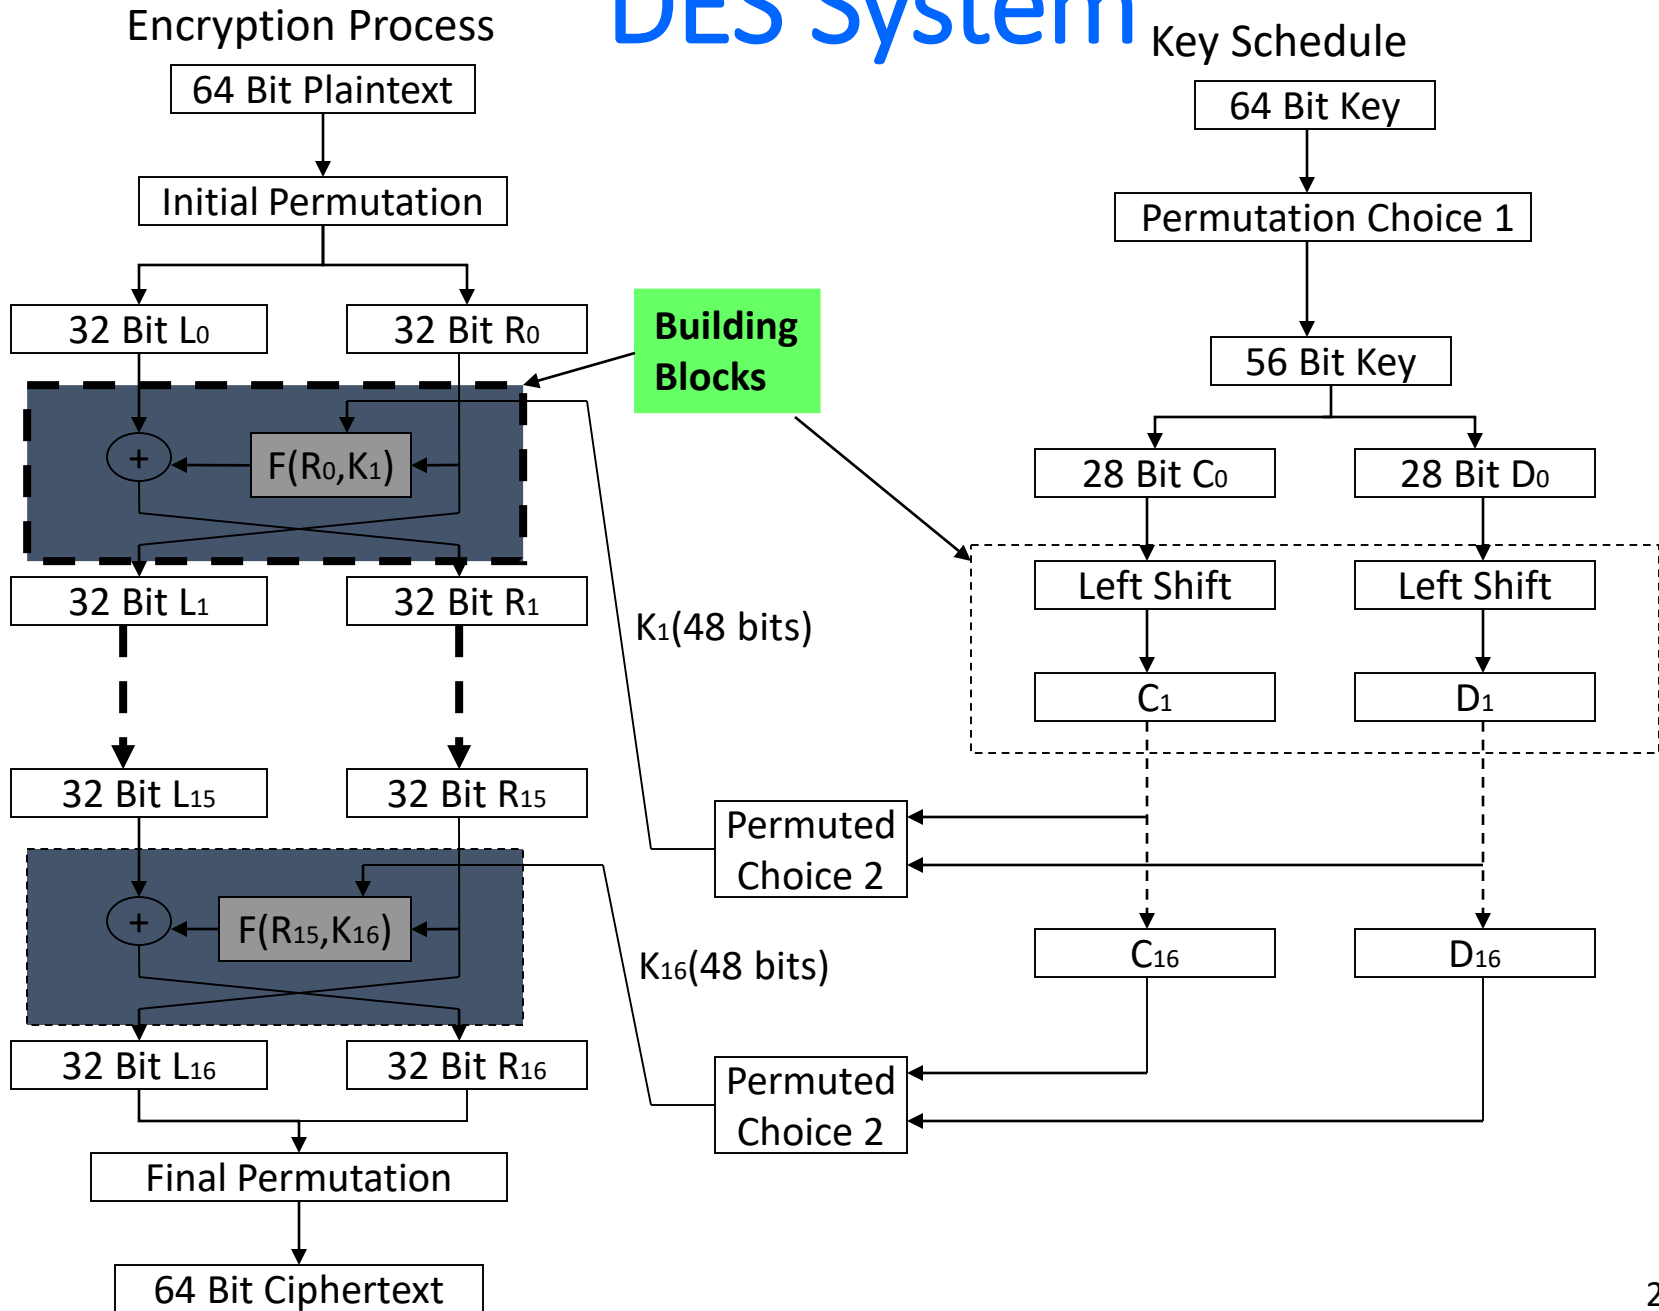 DES System
Encryption Process
64 Bit Plaintext
Initial Permutation
32 Bit L0
32 Bit R0
+
F(R0,K1)
32 Bit L1
32 Bit R1
32 Bit L15
32 Bit R15
+
F(R15,K16)
32 Bit L16
32 Bit R16
Final Permutation
64 Bit Ciphertext
Building
Blocks
K1(48 bits)
K16(48 bits)
Key Schedule
64 Bit Key
Permutation Choice 1
56 Bit Key
28 Bit C0
28 Bit D0
Left Shift
Left Shift
C1
D1
Permuted
Choice 2
C16
D16
Permuted
Choice 2
2